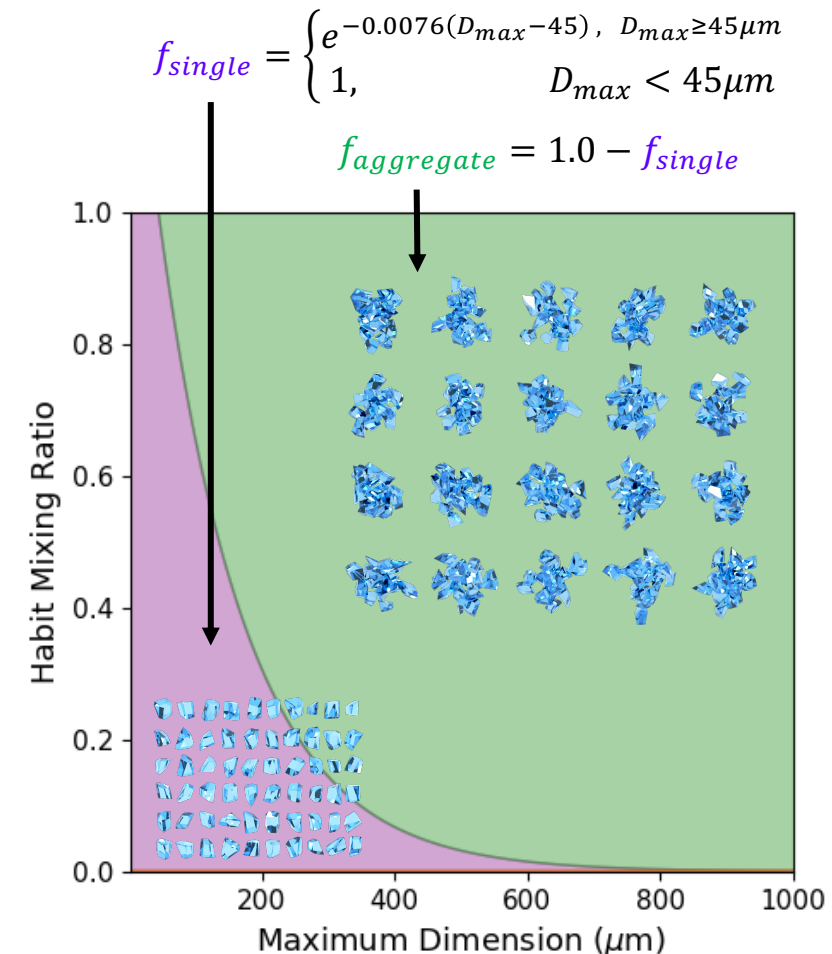 f_single = { e^{-0.0076(D_max-45)}, D_max≥45μm
1, D_max < 45μm
f_aggregate = 1.0 − f_single
1.0
0.8
0.6
0.4
0.2
0.0
Habit Mixing Ratio
200 400 600 800 1000
Maximum Dimension (μm)